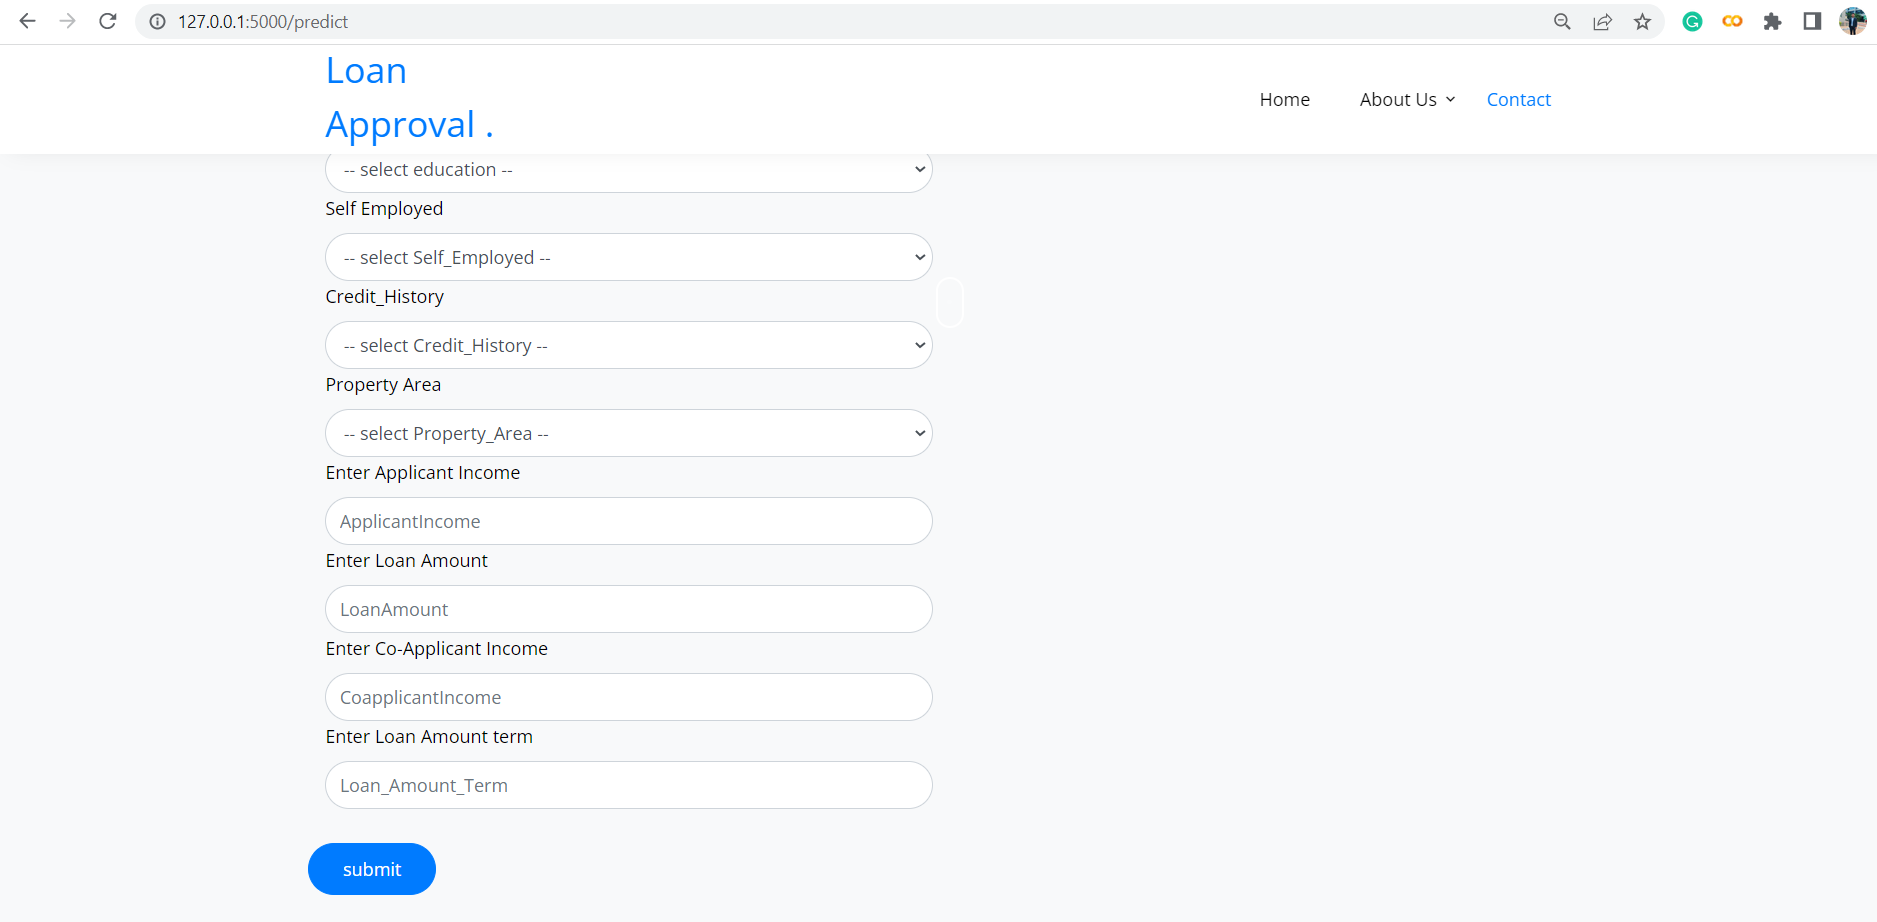 127.0.0.1:5000/predict
Loan
Approval .
Home About Us Contact
-- select education --
Self Employed
-- select Self_Employed --
Credit_History
-- select Credit_History --
Property Area
-- select Property_Area --
Enter Applicant Income
ApplicantIncome
Enter Loan Amount
LoanAmount
Enter Co-Applicant Income
CoapplicantIncome
Enter Loan Amount term
Loan_Amount_Term
submit